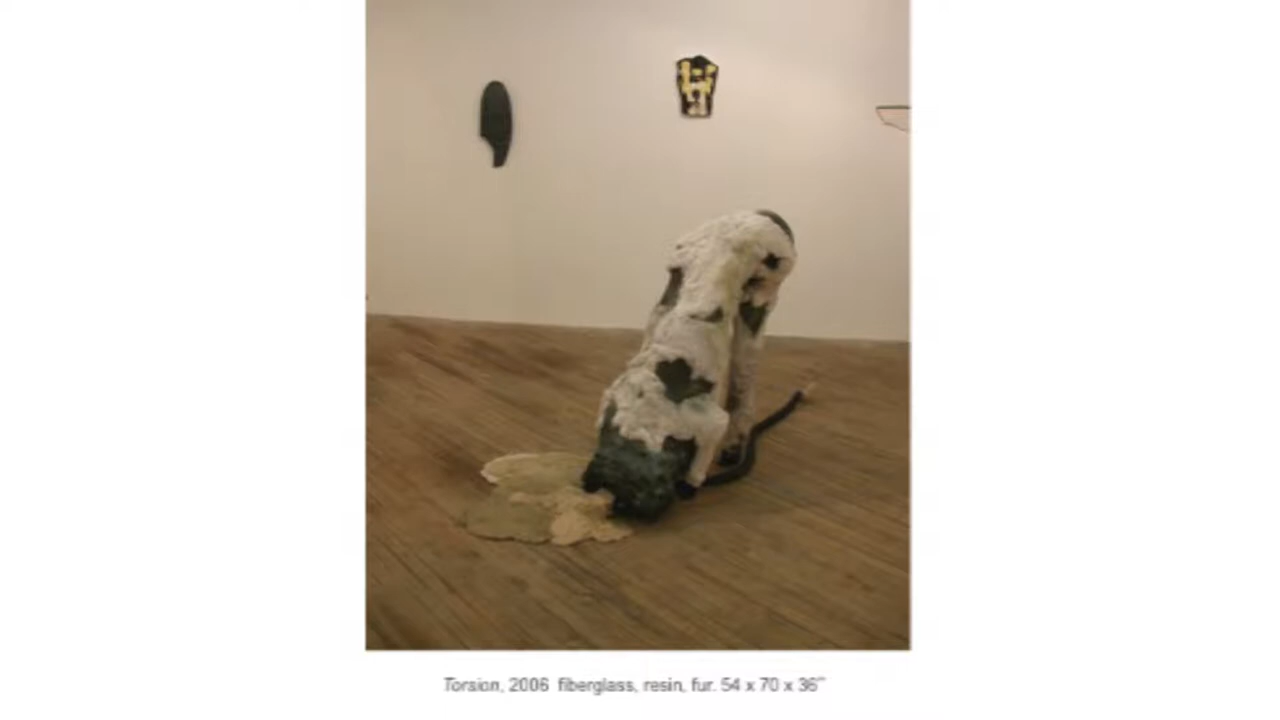 Torsion, 2006 fiberglass, resin, fur. 54 x 70 x 36"